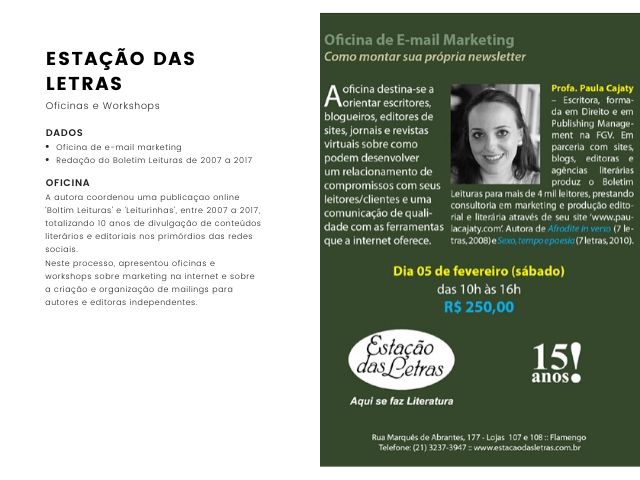 ESTAÇÃO DAS
LETRAS
Oficinas e Workshops
DADOS
• Oficina de e-mail marketing
• Redação do Boletim Leituras de 2007 a 2017
OFICINA
A autora coordenou uma publicaçao online
'Boltim Leituras' e 'Leiturinhas', entre 2007 a 2017,
totalizando 10 anos de divulgação de conteúdos
literários e editoriais nos primórdios das redes
sociais.
Neste processo, apresentou oficinas e
workshops sobre marketing na internet e sobre
a criação e organização de mailings para
autores e editoras independentes.
Oficina de E-mail Marketing
Como montar sua própria newsletter
A oficina destina-se a
orientar escritores,
blogueiros, editores de
sites, jornais e revistas
virtuais sobre como
podem desenvolver
um relacionamento de
compromissos com seus
leitores/clientes e uma
comunicação de quali-
dade com as ferramentas
que a internet oferece.
Profa. Paula Cajaty
– Escritora, forma-
da em Direito e em
Publishing Manage-
ment na FGV. Em
parceria com sites,
blogs, editoras e
agências literárias
produz o Boletim
Leituras para mais de 4 mil leitores, prestando
consultoria em marketing e produção edito-
rial e literária através de seu site 'www.pau-
lacajaty.com'. Autora de Afrodite in verso (7 le-
tras, 2008) e Sexo, tempo e poesia (7 letras, 2010).
Dia 05 de fevereiro (sábado)
das 10h às 16h
R$ 250,00
Estação
das Letras
Aqui se faz Literatura
15!
anos
Rua Marquês de Abrantes, 177 - Lojas 107 e 108 :: Flamengo
Telefone: (21) 3237-3947 :: www.estacaodasletras.com.br